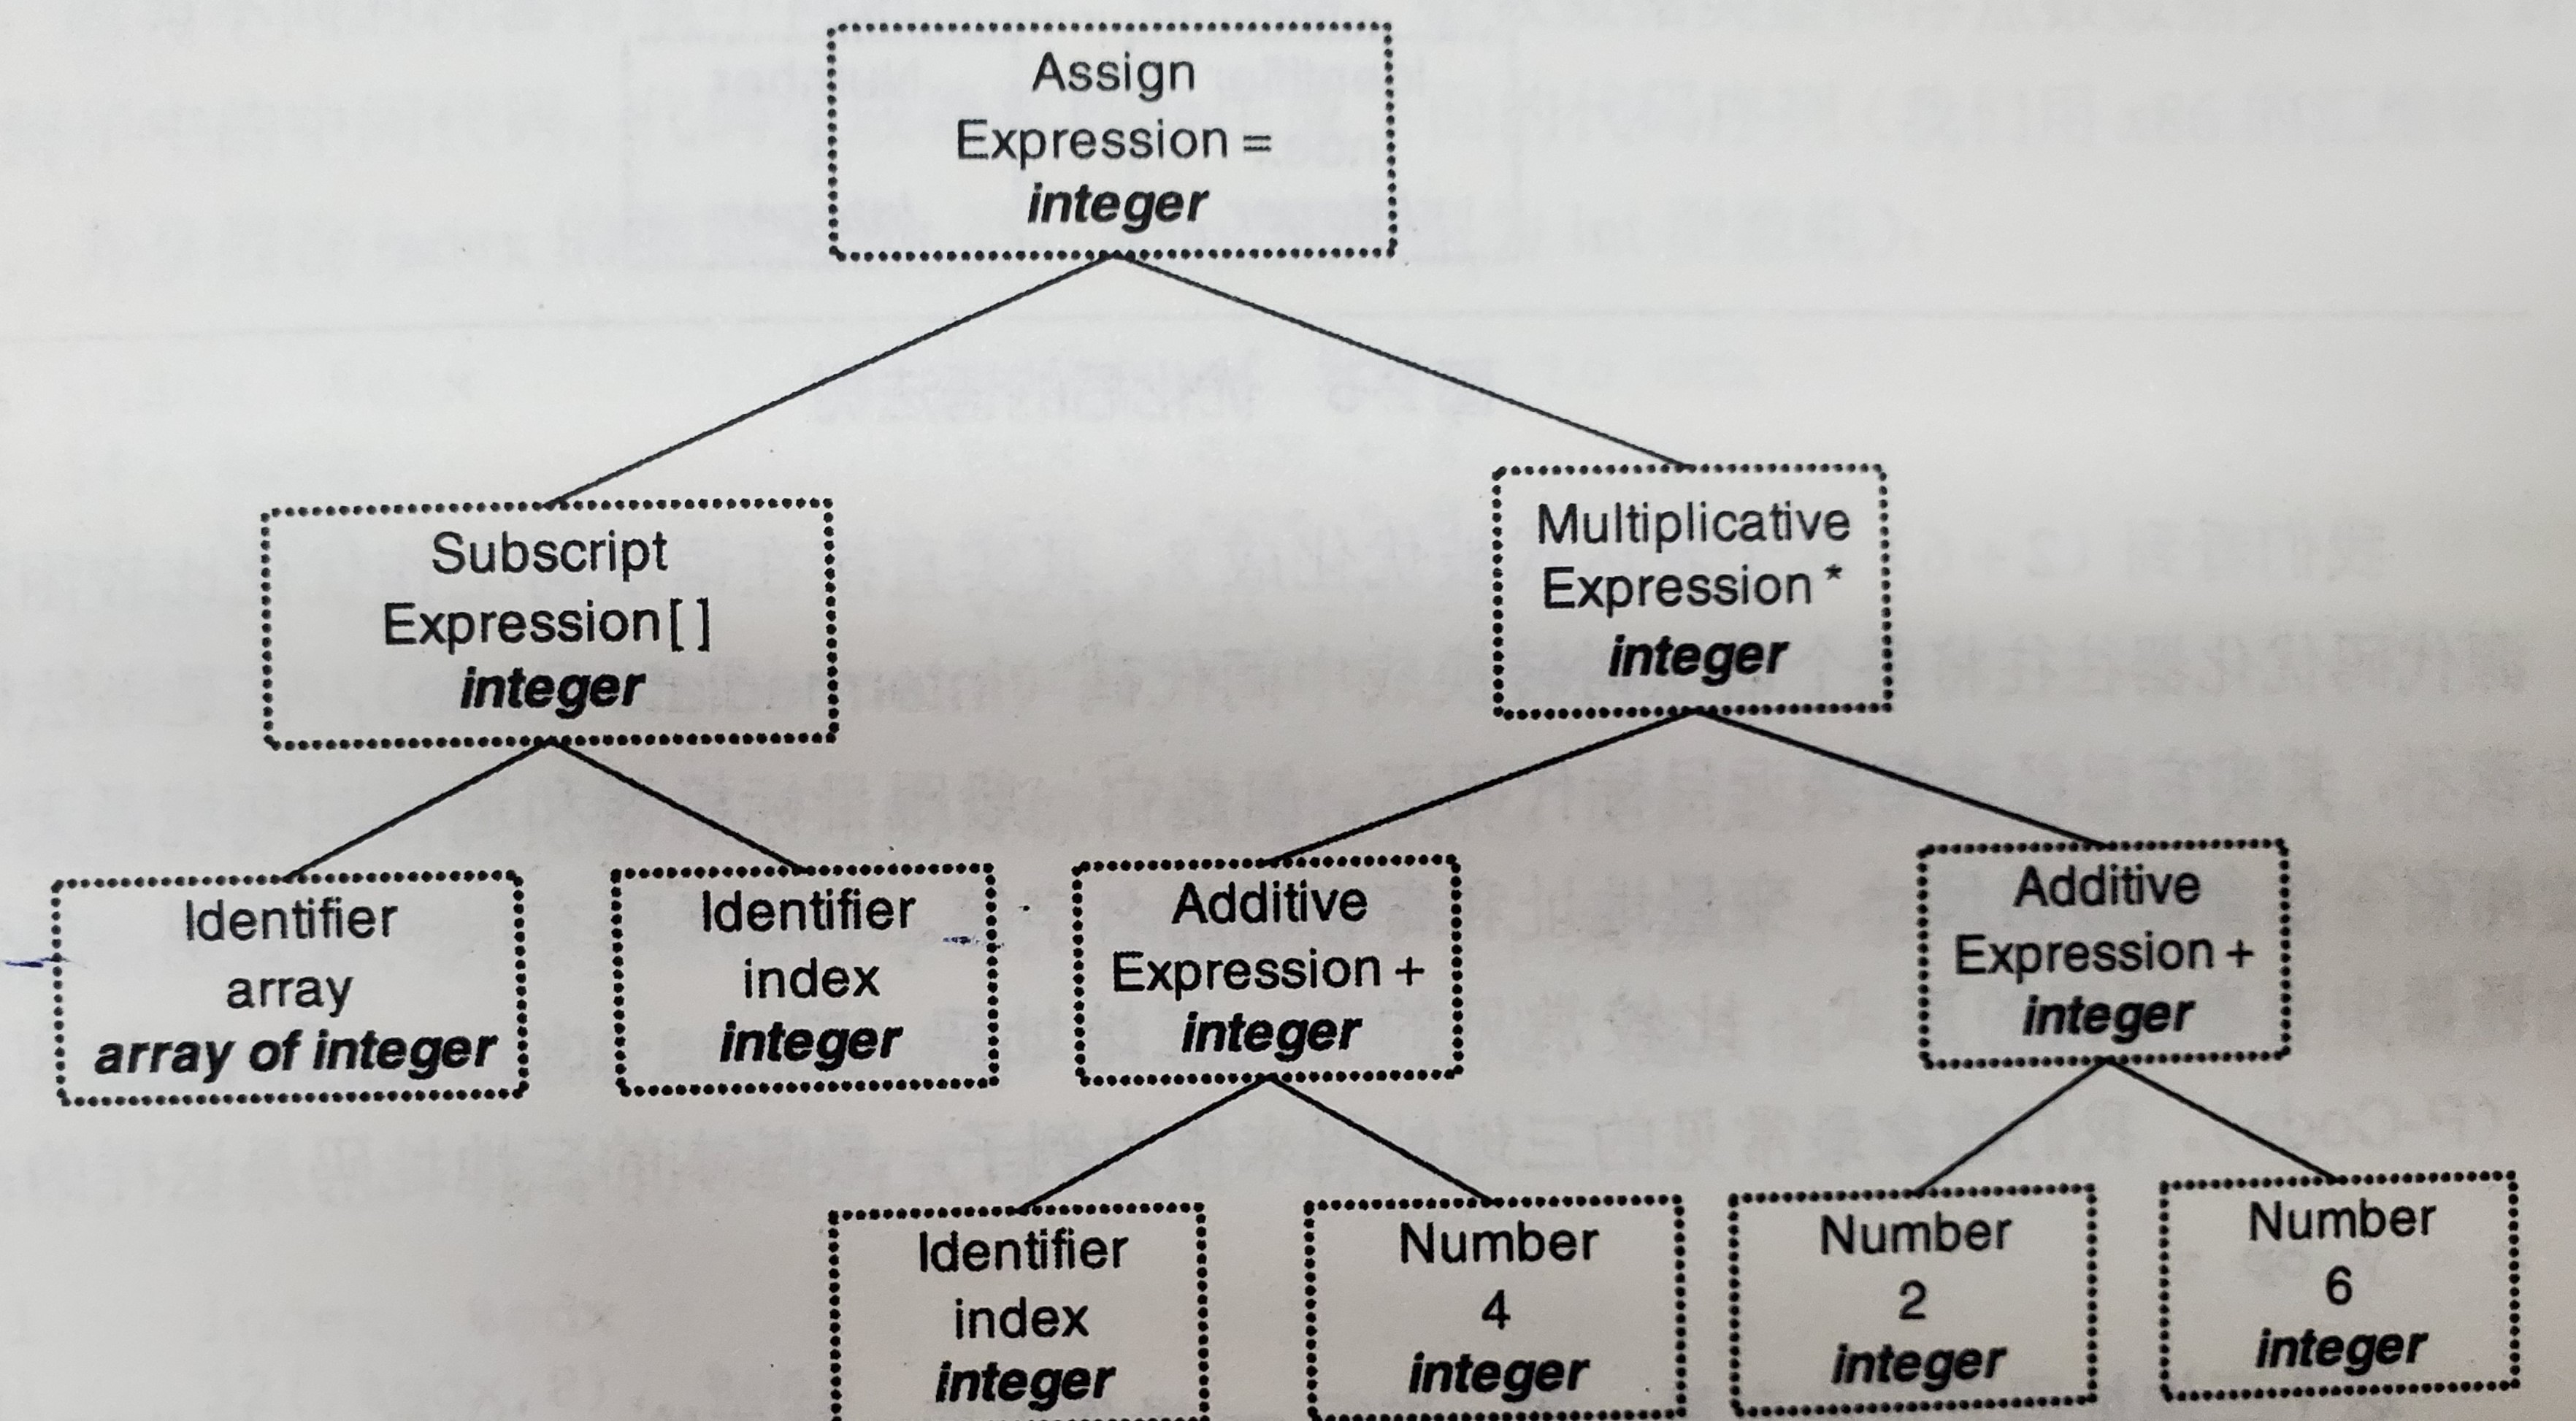 Assign
Expression =
integer
Subscript
Expression[ ]
integer
Multiplicative
Expression *
integer
Identifier
array
array of integer
Identifier
index
integer
Additive
Expression +
integer
Additive
Expression +
integer
Identifier
index
integer
Number
4
integer
Number
2
integer
Number
6
integer